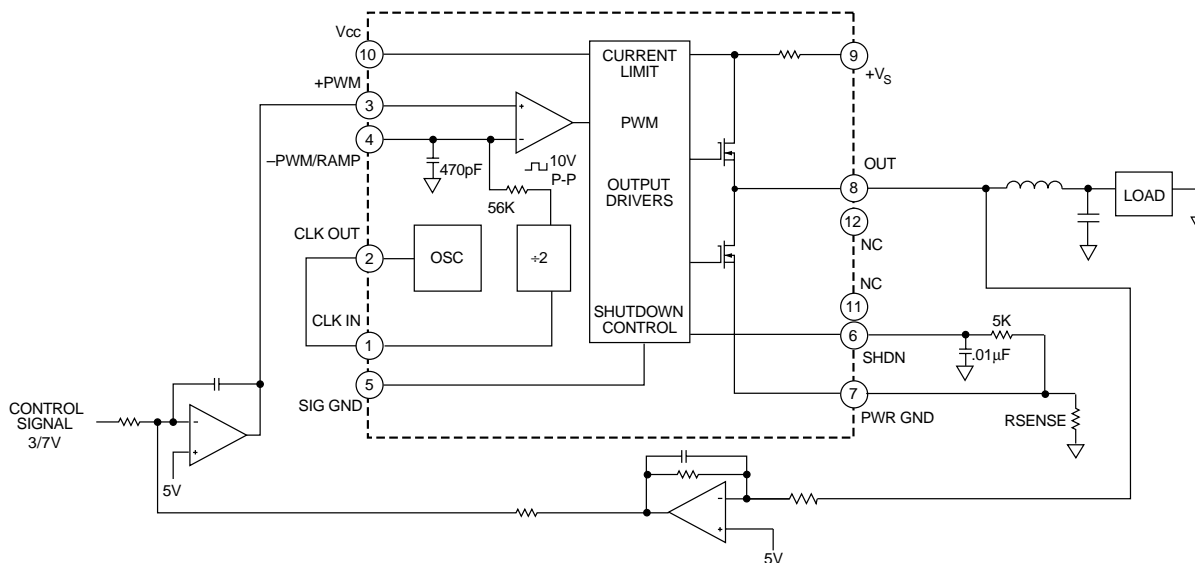 Vcc
10
+PWM
3
4
–PWM/RAMP
470pF
56K
10V
P-P
CLK OUT
2
OSC
÷2
CLK IN
1
5
SIG GND
CURRENT
LIMIT
PWM
OUTPUT
DRIVERS
SHUTDOWN
CONTROL
9
+VS
OUT
8
12
NC
NC
11
6
SHDN
7
PWR GND
5K
.01µF
RSENSE
LOAD
CONTROL
SIGNAL
3/7V
–
+
5V
–
+
5V
+
–